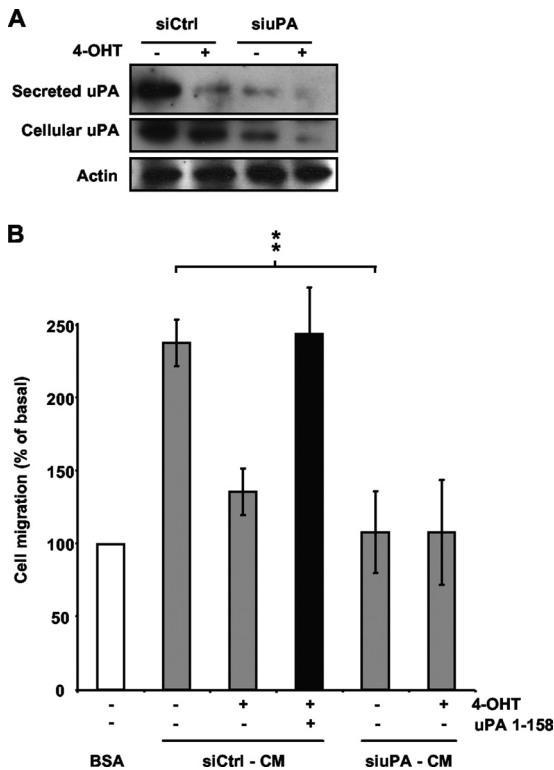 A
siCtrl siuPA
4-OHT - + - +
Secreted uPA
Cellular uPA
Actin
B
**
Cell migration (% of basal)
250
200
150
100
50
0
- - + + - + 4-OHT
- - - + - - uPA 1-158
BSA siCtrl - CM siuPA - CM